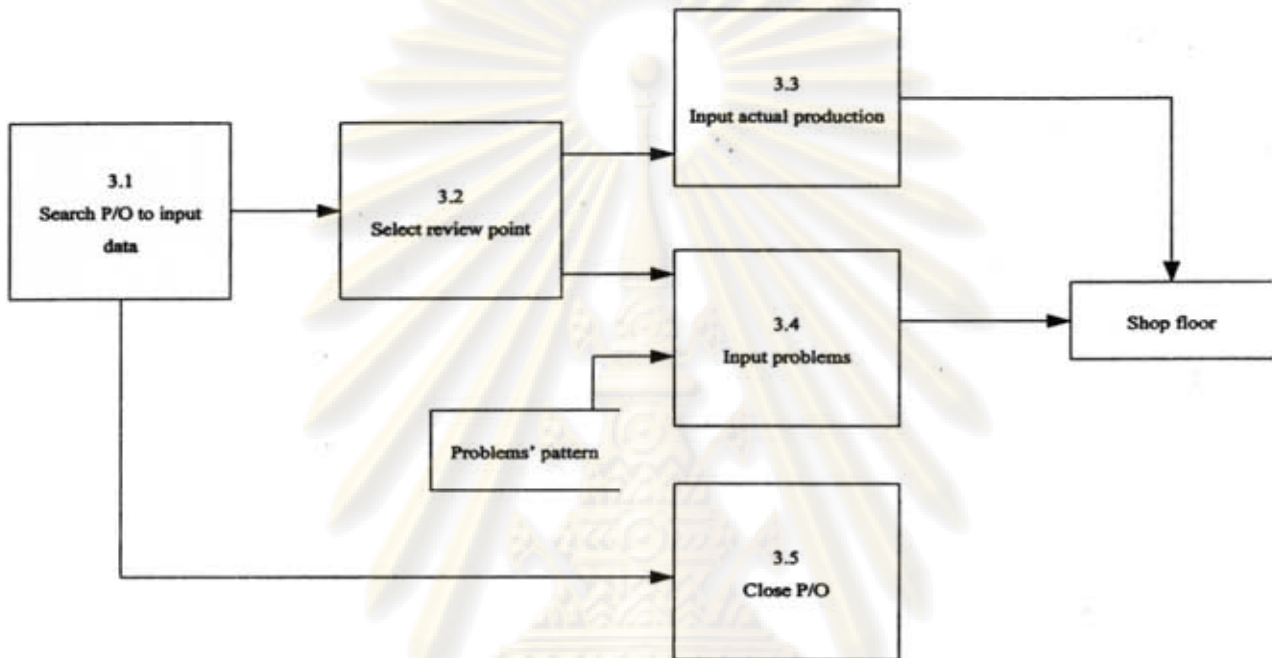 3.1
Search P/O to input
data
3.2
Select review point
3.3
Input actual production
3.4
Input problems
Problems' pattern
Shop floor
3.5
Close P/O